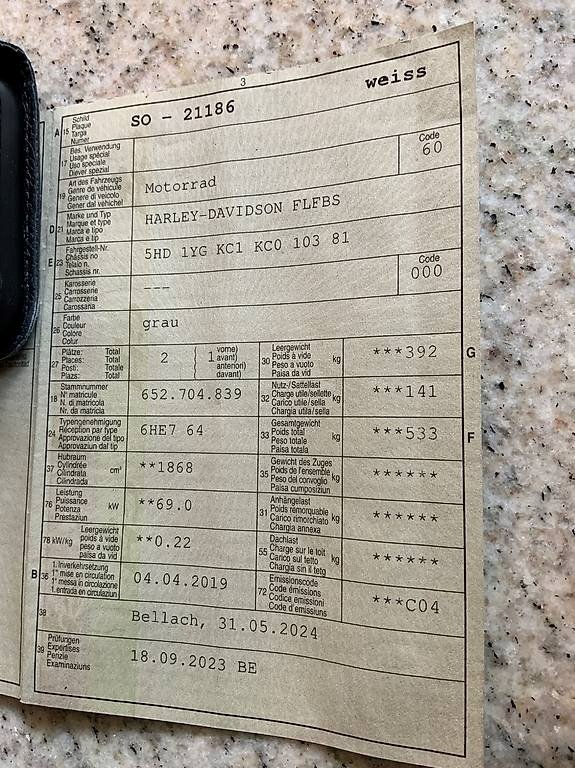 3
A 15 Schild
Plaque
Targa
Numer
SO - 21186
weiss
17 Bes. Verwendung
Usage spécial
Uso speciale
Diever spezial
Code
60
19 Art des Fahrzeugs
Genre de véhicule
Genere di veicolo
Gener dal vehichel
Motorrad
D 21 Marke und Typ
Marque et type
Marca e tipo
Marca e tip
HARLEY-DAVIDSON FLFBS
E 23 Fahrgestell-Nr.
Châssis no
Telaio n.
Schassis nr.
5HD 1YG KC1 KC0 103 81
25 Karosserie
Carrosserie
Carrozzeria
Carossaria
---
Code
000
26 Farbe
Couleur
Colore
Colur
grau
27 Plätze: Total
Places: Total
Posti: Totale
Plazs: Total
2 ( 1 vorne)
( avant)
( anteriori)
( davant)
30 Leergewicht
Poids à vide
Peso a vuoto
Paisa da vid
kg
***392
G
18 Stammnummer
N° matricule
N. di matricola
Nr. da matricla
652.704.839
32 Nutz-/Sattellast
Charge utile/sellette
Carico utile/sella
Chargia utila/sella
kg
***141
24 Typengenehmigung
Réception par type
Approvazione del tipo
Approvaziun dal tip
6HE7 64
33 Gesamtgewicht
Poids total
Peso totale
Paisa totala
kg
***533
F
37 Hubraum
Cylindrée
Cilindrata
Cilindrada
cm³
**1868
35 Gewicht des Zuges
Poids de l'ensemble
Peso del convoglio
Paisa cumposiziun
kg
******
76 Leistung
Puissance
Potenza
Prestaziun
kW
**69.0
31 Anhängelast
Poids remorquable
Carico rimorchiato
Chargia annexa
kg
******
78 kW/kg Leergewicht
poids à vide
peso a vuoto
paisa da vid
**0.22
55 Dachlast
Charge sur le toit
Carico sul tetto
Chargia sin il tetg
kg
******
B 36 1. Inverkehrsetzung
1re mise en circulation
1a messa in circolazione
1. entrada en circulaziun
04.04.2019
72 Emissionscode
Code émissions
Codice emissioni
Code d'emissiuns
***C04
38
Bellach, 31.05.2024
39 Prüfungen
Expertises
Perizie
Examinaziuns
18.09.2023 BE